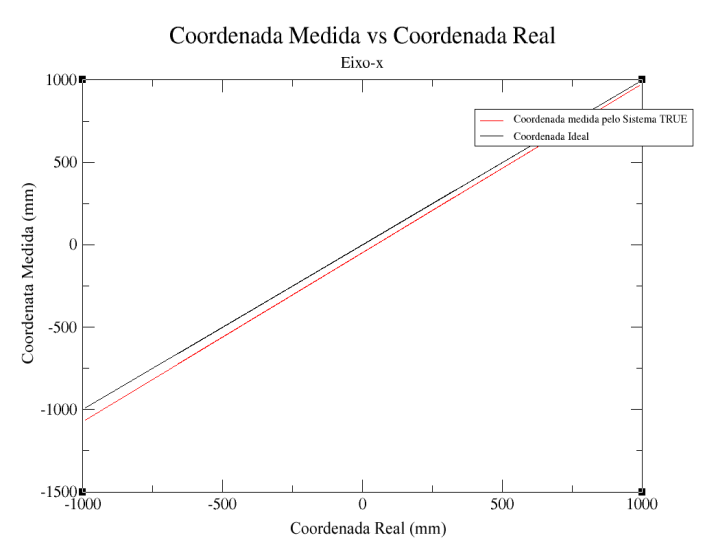 Coordenada Medida vs Coordenada Real
Eixo-x
1000
Coordenada medida pelo Sistema TRUE
Coordenada Ideal
500
0
-500
-1000
-1500
Coordenata Medida (mm)
-1000
-500
0
500
1000
Coordenada Real (mm)